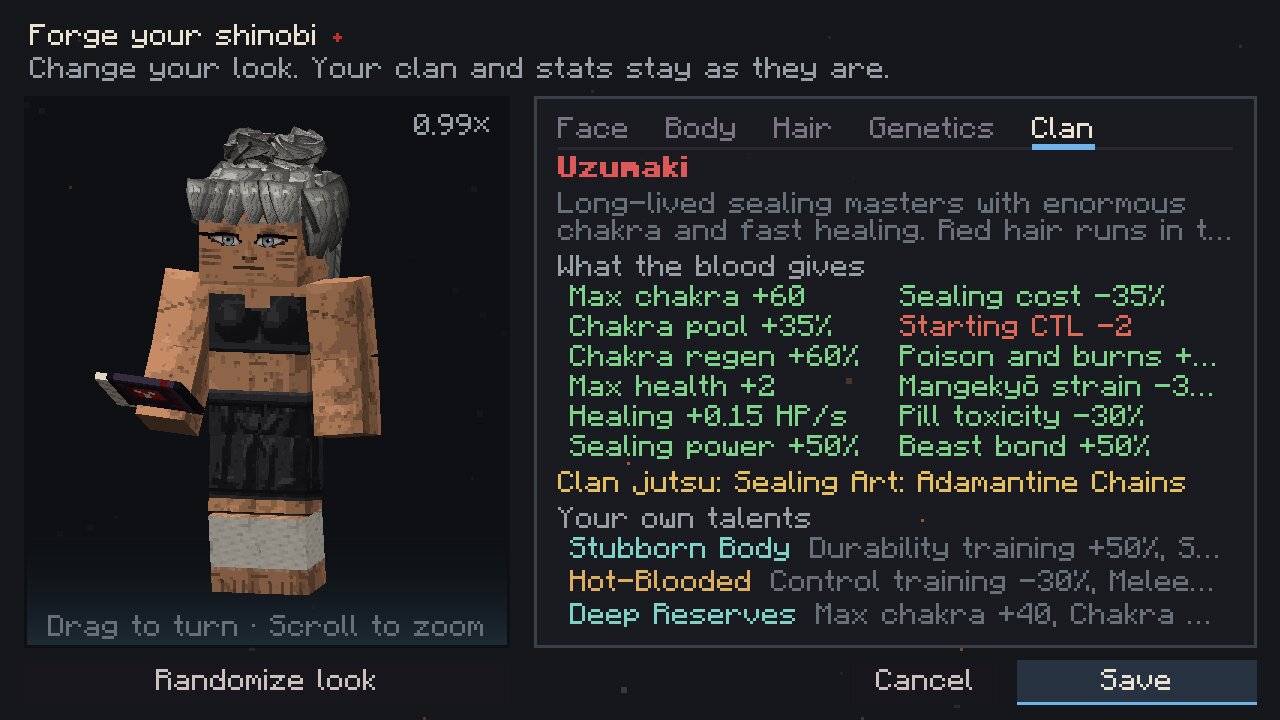 Forge your shinobi
Change your look. Your clan and stats stay as they are.
0.99x
Face Body Hair Genetics Clan
Uzumaki
Long-lived sealing masters with enormous
chakra and fast healing. Red hair runs in t...
What the blood gives
Max chakra +60 Sealing cost -35%
Chakra pool +35% Starting CTL -2
Chakra regen +60% Poison and burns +...
Max health +2 Mangekyō strain -3...
Healing +0.15 HP/s Pill toxicity -30%
Sealing power +50% Beast bond +50%
Clan jutsu: Sealing Art: Adamantine Chains
Your own talents
Stubborn Body Durability training +50%, S...
Hot-Blooded Control training -30%, Melee...
Deep Reserves Max chakra +40, Chakra ...
Drag to turn · Scroll to zoom
Randomize look Cancel Save